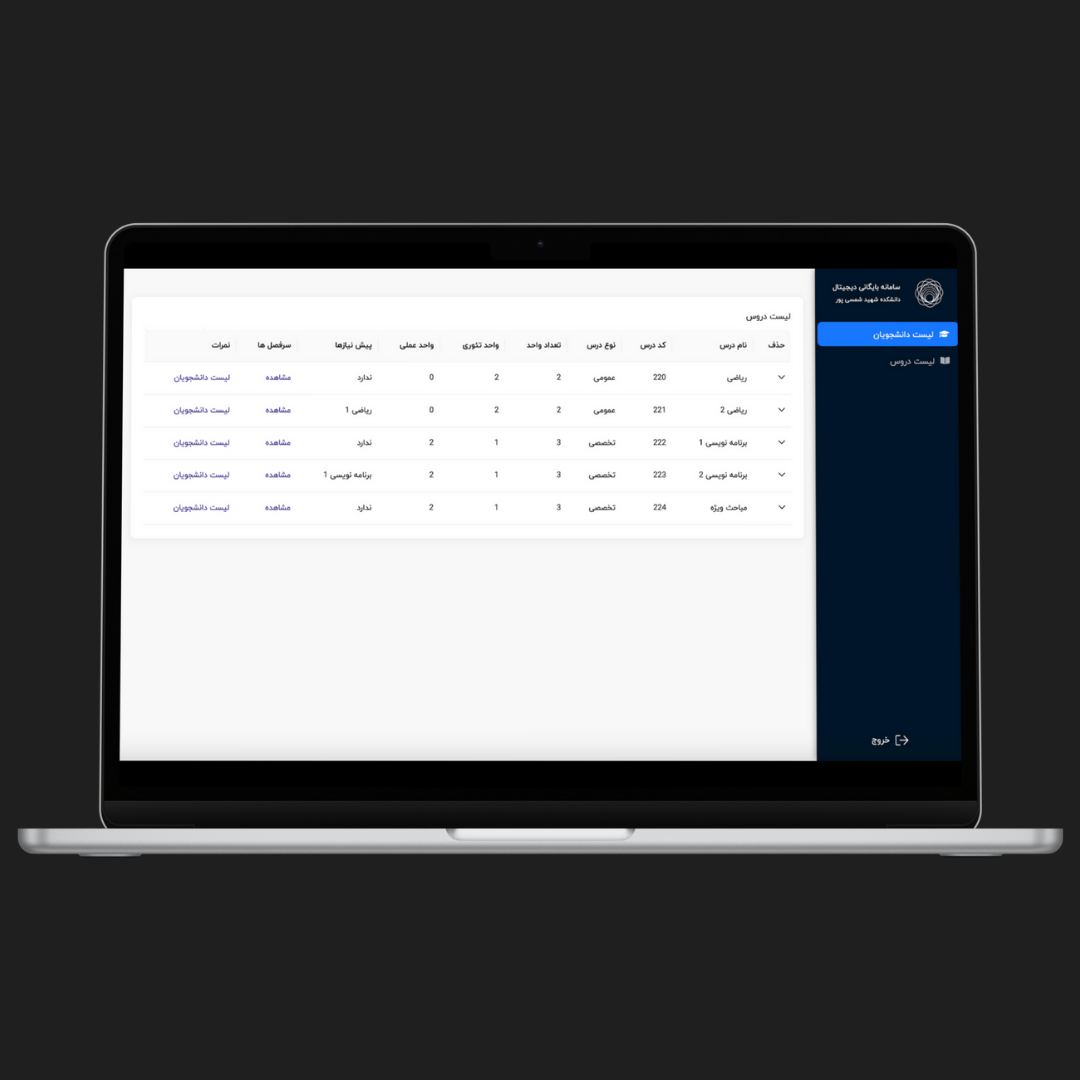 سامانه بایگانی دیجیتال
دانشکده شهید شمسی پور
لیست دانشجویان
لیست دروس
خروج
لیست دروس
حذف نام درس کد درس نوع درس تعداد واحد واحد تئوری واحد عملی پیش نیازها سرفصل ها نمرات
ریاضی 220 عمومی 2 2 0 ندارد مشاهده لیست دانشجویان
ریاضی 2 221 عمومی 2 2 0 ریاضی 1 مشاهده لیست دانشجویان
برنامه نویسی 1 222 تخصصی 3 1 2 ندارد مشاهده لیست دانشجویان
برنامه نویسی 2 223 تخصصی 3 1 2 برنامه نویسی 1 مشاهده لیست دانشجویان
مباحث ویژه 224 تخصصی 3 1 2 ندارد مشاهده لیست دانشجویان